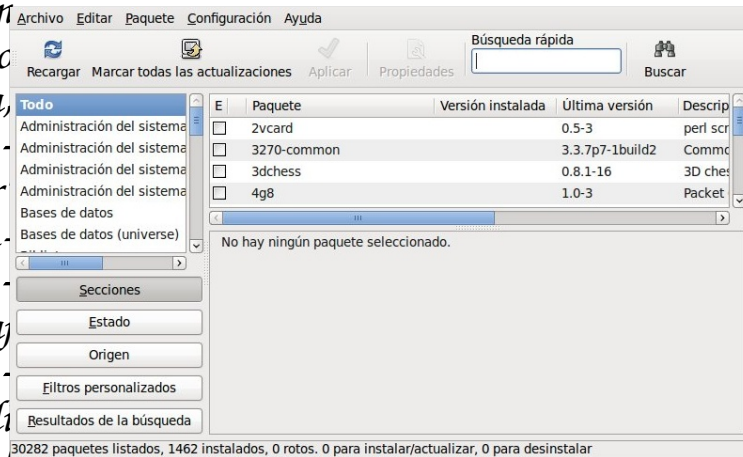 Archivo Editar Paquete Configuración Ayuda
Búsqueda rápida
Recargar Marcar todas las actualizaciones Aplicar Propiedades Buscar
Todo
Administración del sistema
Administración del sistema
Administración del sistema
Administración del sistema
Bases de datos
Bases de datos (universe)
E Paquete Versión instalada Última versión Descrip
2vcard 0.5-3 perl scr
3270-common 3.3.7p7-1build2 Commo
3dchess 0.8.1-16 3D ches
4g8 1.0-3 Packet
No hay ningún paquete seleccionado.
Secciones
Estado
Origen
Filtros personalizados
Resultados de la búsqueda
30282 paquetes listados, 1462 instalados, 0 rotos. 0 para instalar/actualizar, 0 para desinstalar